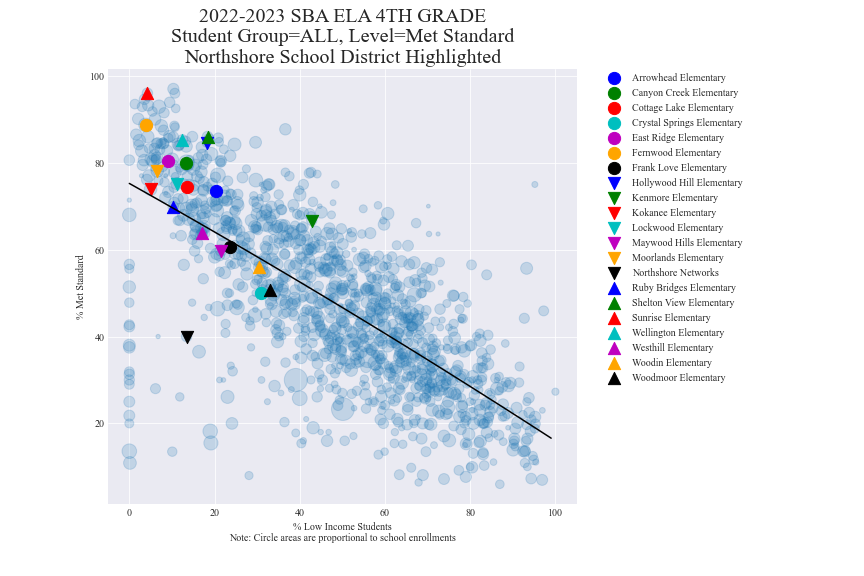 2022-2023 SBA ELA 4TH GRADE
Student Group=ALL, Level=Met Standard
Northshore School District Highlighted
100
80
60
40
20
% Met Standard
0
20
40
60
80
100
% Low Income Students
Note: Circle areas are proportional to school enrollments
Arrowhead Elementary
Canyon Creek Elementary
Cottage Lake Elementary
Crystal Springs Elementary
East Ridge Elementary
Fernwood Elementary
Frank Love Elementary
Hollywood Hill Elementary
Kenmore Elementary
Kokanee Elementary
Lockwood Elementary
Maywood Hills Elementary
Moorlands Elementary
Northshore Networks
Ruby Bridges Elementary
Shelton View Elementary
Sunrise Elementary
Wellington Elementary
Westhill Elementary
Woodin Elementary
Woodmoor Elementary